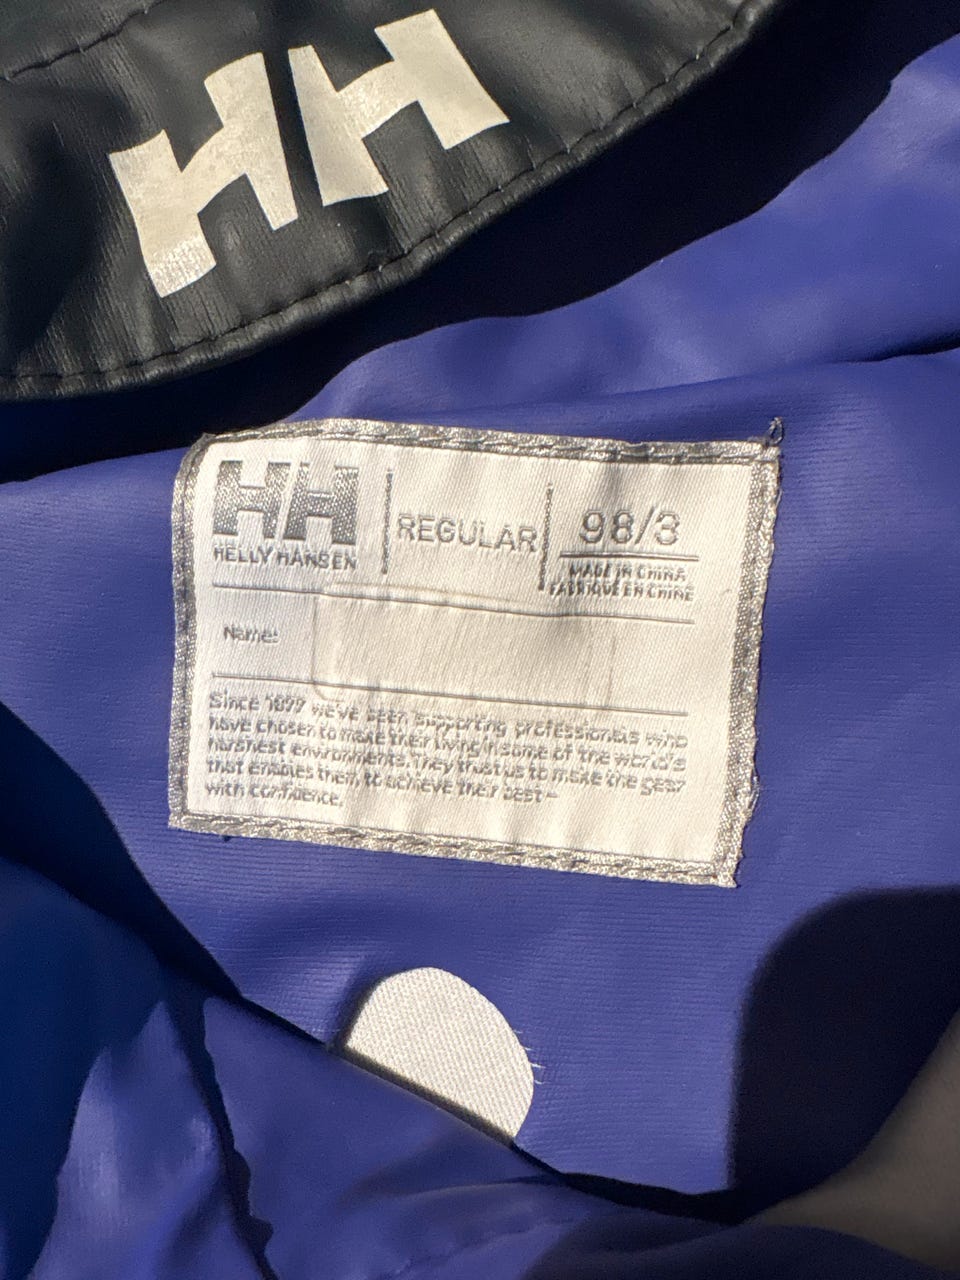 HH
HH
HELLY HANSEN
REGULAR
98/3
MADE IN CHINA
FABRIQUÉ EN CHINE
Name:
Since 1877 we've been supporting professionals who
have chosen to make their living in some of the world's
harshest environments. They trust us to make the gear
that enables them to achieve their best –
with confidence.